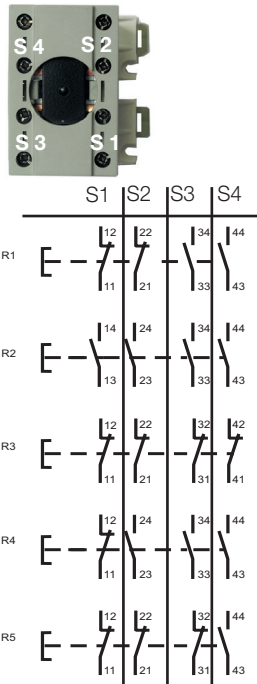 S4 S2
S3 S1
S1 S2 S3 S4
12 22 34 44
R1
11 21 33 43
14 24 34 44
R2
13 23 33 43
12 22 32 42
R3
11 21 31 41
12 24 34 44
R4
11 23 33 43
12 22 32 44
R5
11 21 31 43